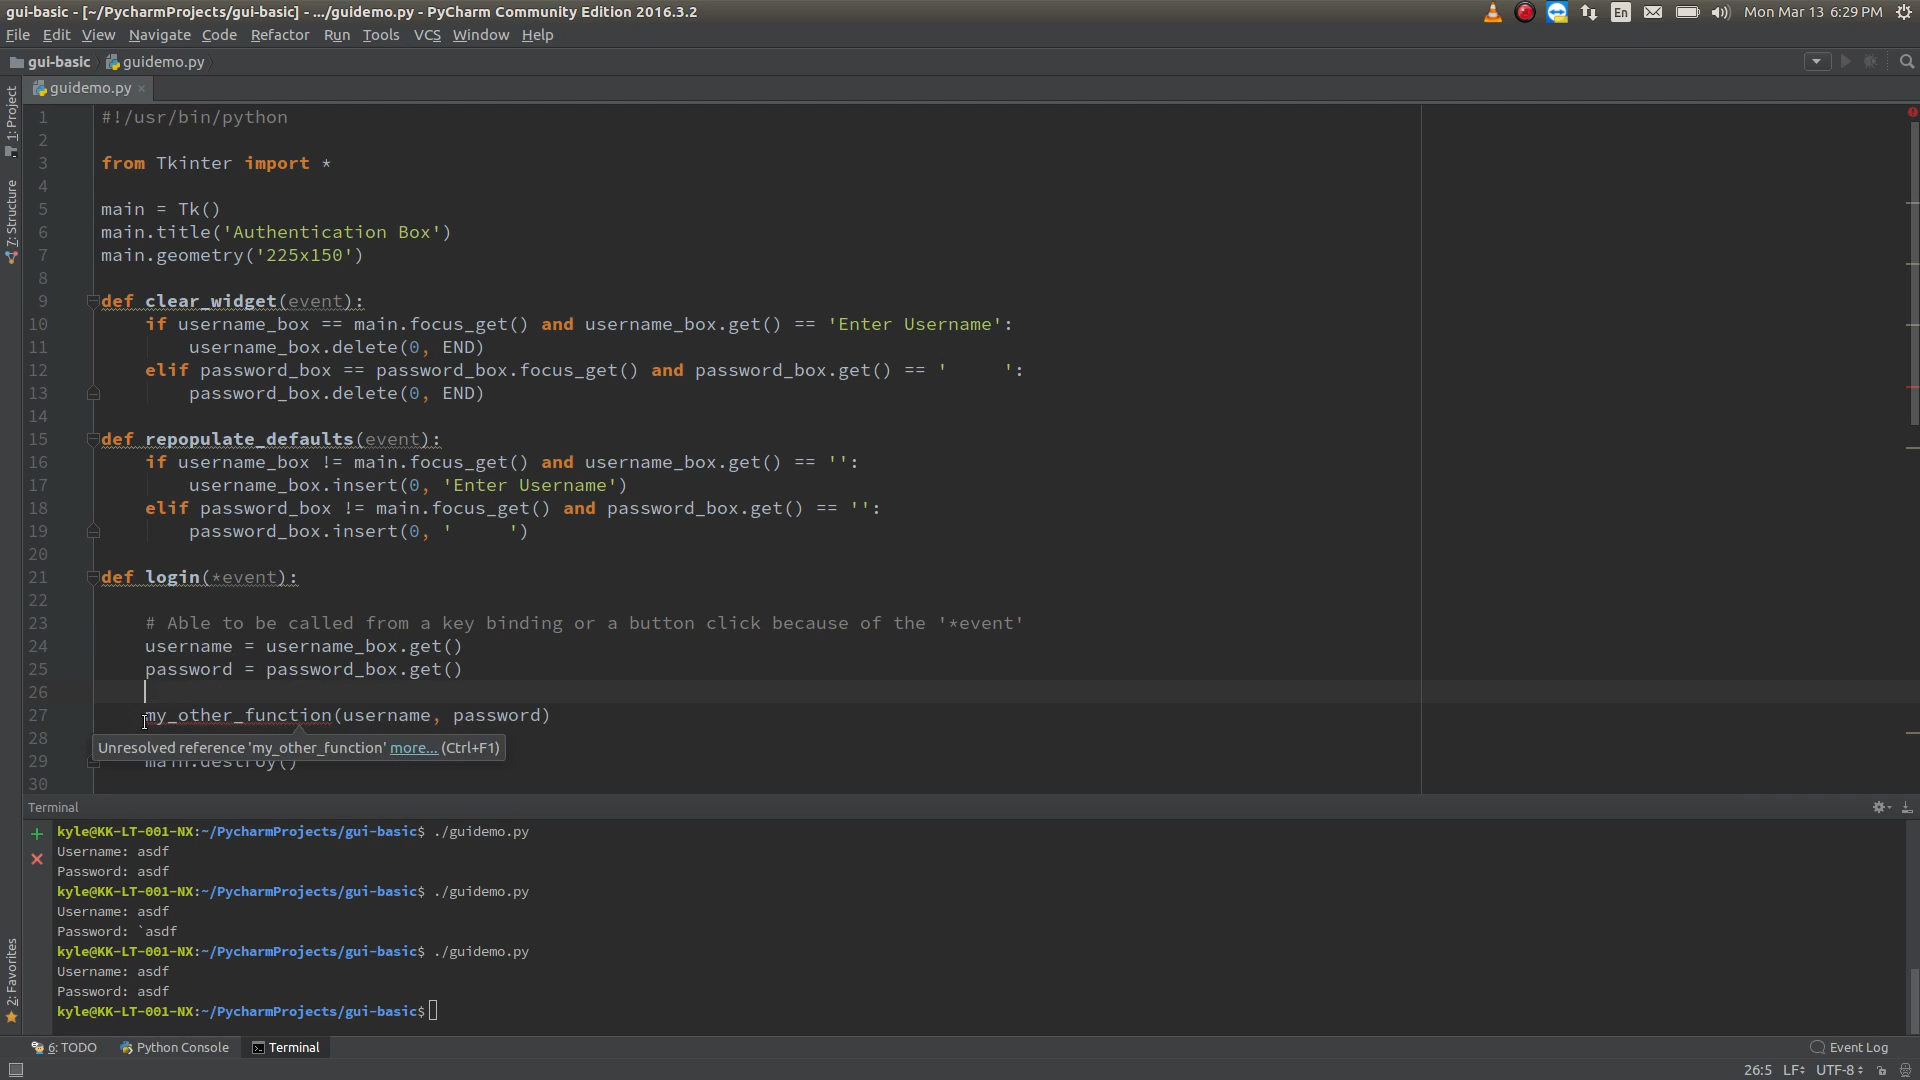 gui-basic - [~/PycharmProjects/gui-basic] - .../guidemo.py - PyCharm Community Edition 2016.3.2
En
Mon Mar 13 6:29 PM
File Edit View Navigate Code Refactor Run Tools VCS Window Help
gui-basic guidemo.py
guidemo.py
1: Project
7: Structure
2: Favorites
1 #!/usr/bin/python
2
3 from Tkinter import *
4
5 main = Tk()
6 main.title('Authentication Box')
7 main.geometry('225x150')
8
9 def clear_widget(event):
10     if username_box == main.focus_get() and username_box.get() == 'Enter Username':
11         username_box.delete(0, END)
12     elif password_box == password_box.focus_get() and password_box.get() == '     ':
13         password_box.delete(0, END)
14
15 def repopulate_defaults(event):
16     if username_box != main.focus_get() and username_box.get() == '':
17         username_box.insert(0, 'Enter Username')
18     elif password_box != main.focus_get() and password_box.get() == '':
19         password_box.insert(0, '     ')
20
21 def login(*event):
22
23     # Able to be called from a key binding or a button click because of the '*event'
24     username = username_box.get()
25     password = password_box.get()
26
27     my_other_function(username, password)
28
Unresolved reference 'my_other_function' more... (Ctrl+F1)
29     main.destroy()
30
Terminal
kyle@KK-LT-001-NX:~/PycharmProjects/gui-basic$ ./guidemo.py
Username: asdf
Password: asdf
kyle@KK-LT-001-NX:~/PycharmProjects/gui-basic$ ./guidemo.py
Username: asdf
Password: `asdf
kyle@KK-LT-001-NX:~/PycharmProjects/gui-basic$ ./guidemo.py
Username: asdf
Password: asdf
kyle@KK-LT-001-NX:~/PycharmProjects/gui-basic$
6: TODO Python Console Terminal Event Log
26:5 LF UTF-8